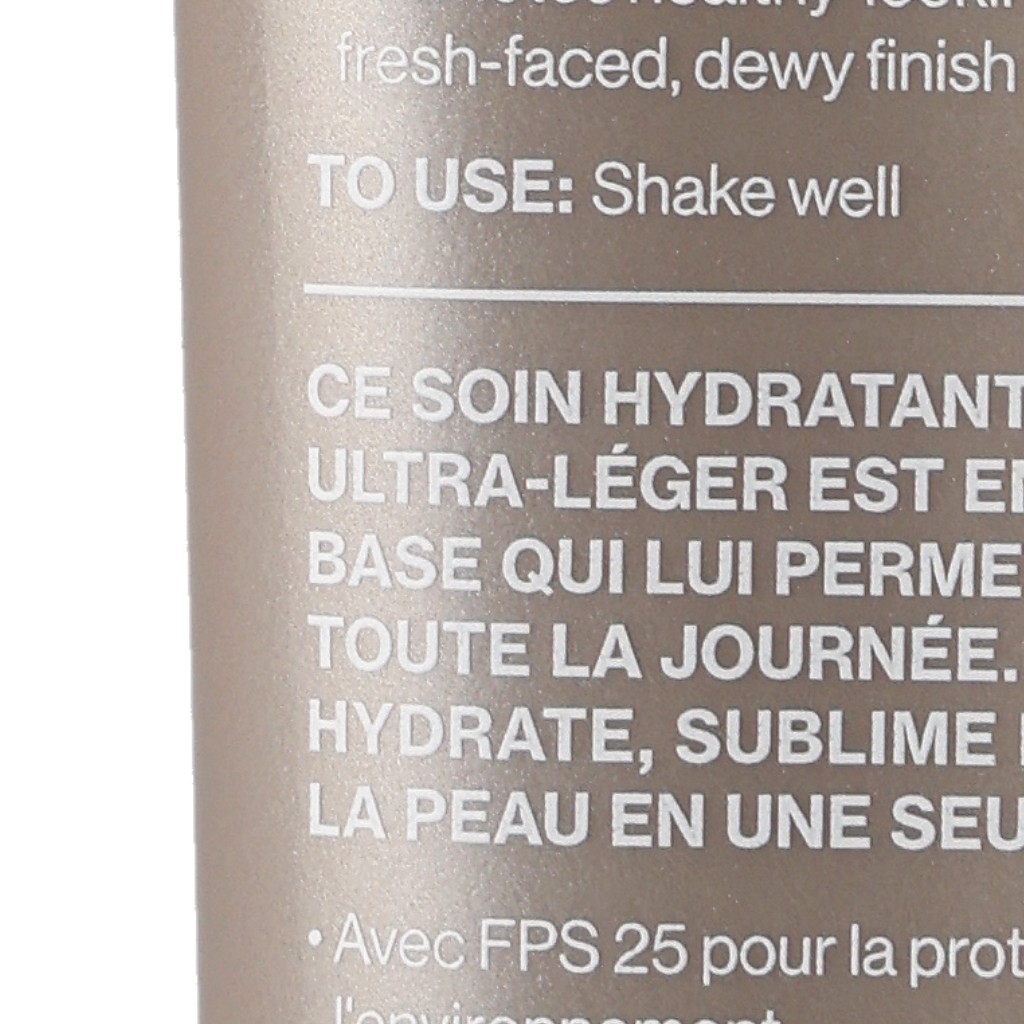 fresh-faced, dewy finish
TO USE: Shake well
CE SOIN HYDRATANT
ULTRA-LÉGER EST
BASE QUI LUI
TOUTE LA JOURNÉE.
HYDRATE, SUBLIME
LA PEAU EN UNE
• Avec FPS 25 pour la
l'environnement